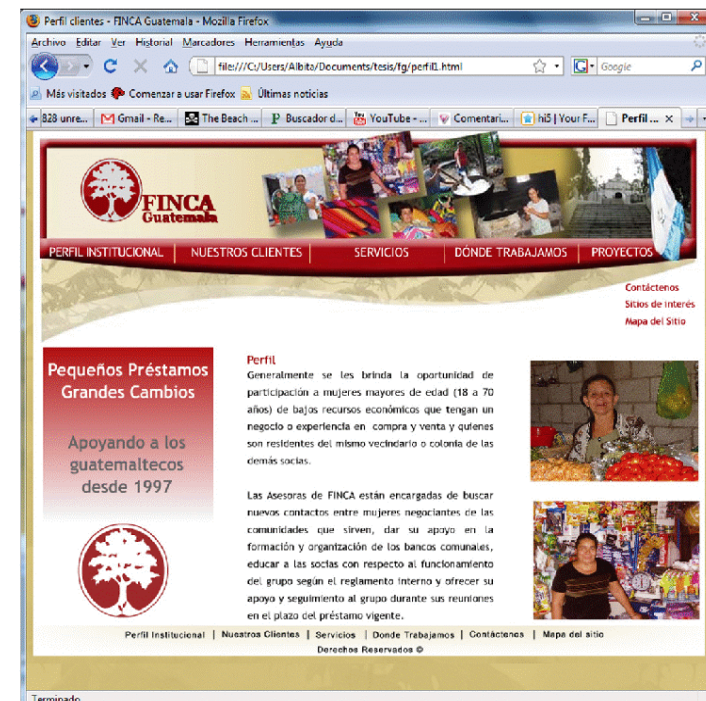 Perfil clientes - FINCA Guatemala - Mozilla Firefox
Archivo Editar Ver Historial Marcadores Herramientas Ayuda
file:///C:/Users/Albita/Documents/tesis/fg/perfil1.html
Google
Más visitados Comenzar a usar Firefox Últimas noticias
828 unre... Gmail - Re... The Beach ... Buscador d... YouTube - ... Comentari... hi5 | Your F... Perfil ...
FINCA
Guatemala
PERFIL INSTITUCIONAL NUESTROS CLIENTES SERVICIOS DÓNDE TRABAJAMOS PROYECTOS
Contáctenos
Sitios de interés
Mapa del Sitio
Pequeños Préstamos
Grandes Cambios
Apoyando a los
guatemaltecos
desde 1997
Perfil
Generalmente se les brinda la oportunidad de
participación a mujeres mayores de edad (18 a 70
años) de bajos recursos económicos que tengan un
negocio o experiencia en compra y venta y quienes
son residentes del mismo vecindario o colonia de las
demás socias.
Las Asesoras de FINCA están encargadas de buscar
nuevos contactos entre mujeres negociantes de las
comunidades que sirven, dar su apoyo en la
formación y organización de los bancos comunales,
educar a las socias con respecto al funcionamiento
del grupo según el reglamento interno y ofrecer su
apoyo y seguimiento al grupo durante sus reuniones
en el plazo del préstamo vigente.
Perfil Institucional | Nuestros Clientes | Servicios | Donde Trabajamos | Contáctenos | Mapa del sitio
Derechos Reservados ©
Terminado